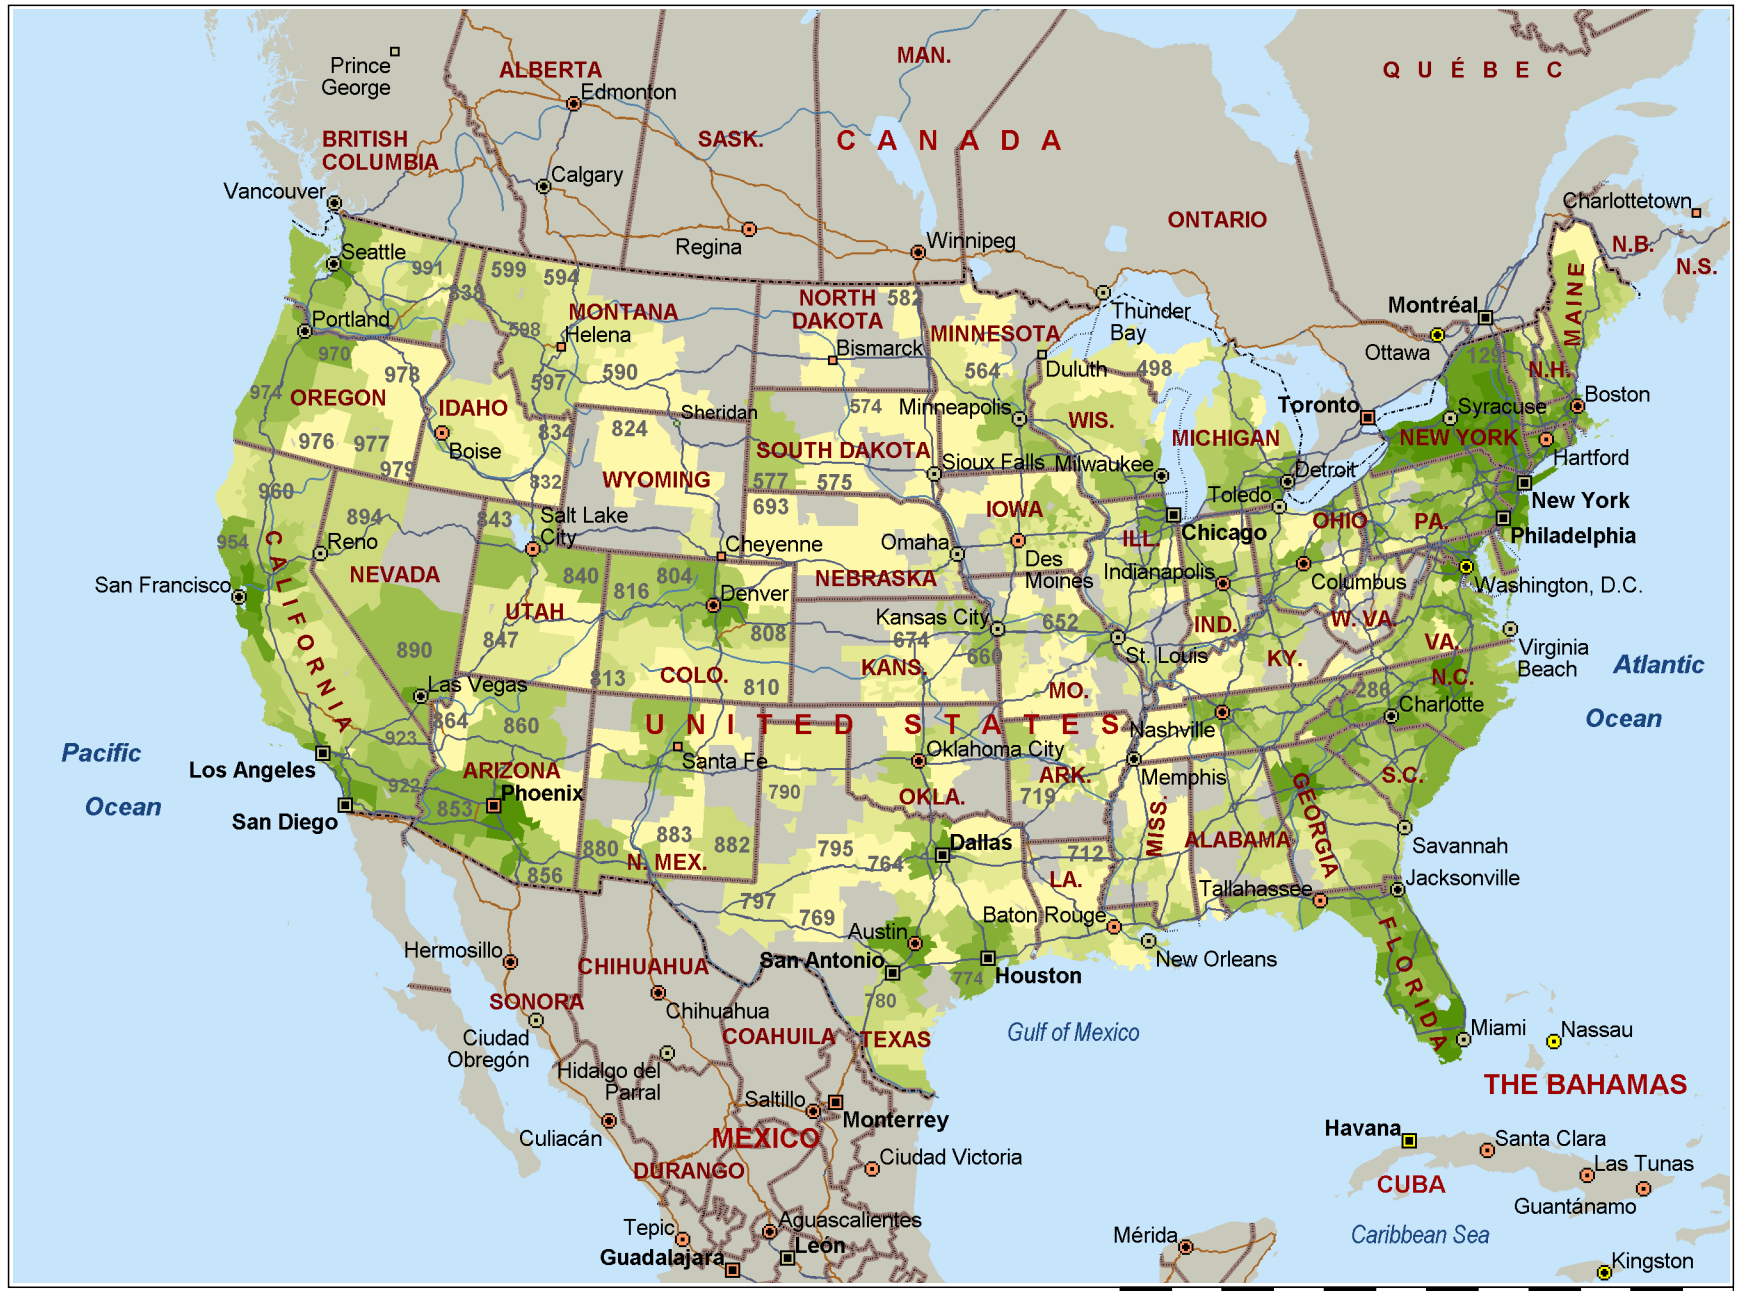 Prince
George
ALBERTA
Edmonton
MAN.
QUÉBEC
BRITISH
COLUMBIA
SASK.
CANADA
Calgary
Vancouver
Regina
Winnipeg
ONTARIO
Charlottetown
N.B.
N.S.
Seattle
991
599
594
838
MONTANA
598
Helena
NORTH
DAKOTA
582
MINNESOTA
Thunder
Bay
Montréal
MAINE
Portland
970
978
974
OREGON
IDAHO
597
590
Bismarck
564
Duluth
498
Ottawa
129
N.H.
Boston
976
977
979
Boise
834
832
824
Sheridan
574
Minneapolis
WIS.
MICHIGAN
Toronto
Syracuse
NEW YORK
Hartford
WYOMING
SOUTH DAKOTA
577
575
Sioux Falls
Milwaukee
Detroit
Toledo
New York
Philadelphia
960
954
894
Reno
843
Salt Lake
City
693
Omaha
IOWA
Des
Moines
ILL.
Chicago
OHIO
PA.
San Francisco
CALIFORNIA
NEVADA
UTAH
840
816
804
Cheyenne
Denver
NEBRASKA
Indianapolis
Columbus
Washington, D.C.
890
847
808
Kansas City
674
652
660
IND.
St. Louis
W. VA.
VA.
Virginia
Beach
Atlantic
Ocean
Las Vegas
813
COLO.
810
KANS.
MO.
KY.
286
N.C.
Charlotte
864
860
923
UNITED STATES
Nashville
Pacific
Ocean
Los Angeles
San Diego
922
ARIZONA
Phoenix
853
Santa Fe
Oklahoma City
790
OKLA.
ARK.
719
Memphis
S.C.
856
880
883
882
N. MEX.
795
764
Dallas
712
LA.
MISS.
ALABAMA
GEORGIA
Savannah
Jacksonville
797
769
Austin
San Antonio
Baton Rouge
Tallahassee
New Orleans
774
Houston
780
TEXAS
FLORIDA
Miami
Nassau
Gulf of Mexico
THE BAHAMAS
Hermosillo
SONORA
CHIHUAHUA
Chihuahua
COAHUILA
Ciudad
Obregón
Hidalgo del
Parral
Saltillo
Monterrey
Culiacán
MEXICO
DURANGO
Ciudad Victoria
Tepic
Aguascalientes
León
Guadalajara
Havana
Santa Clara
Las Tunas
CUBA
Guantánamo
Mérida
Caribbean Sea
Kingston